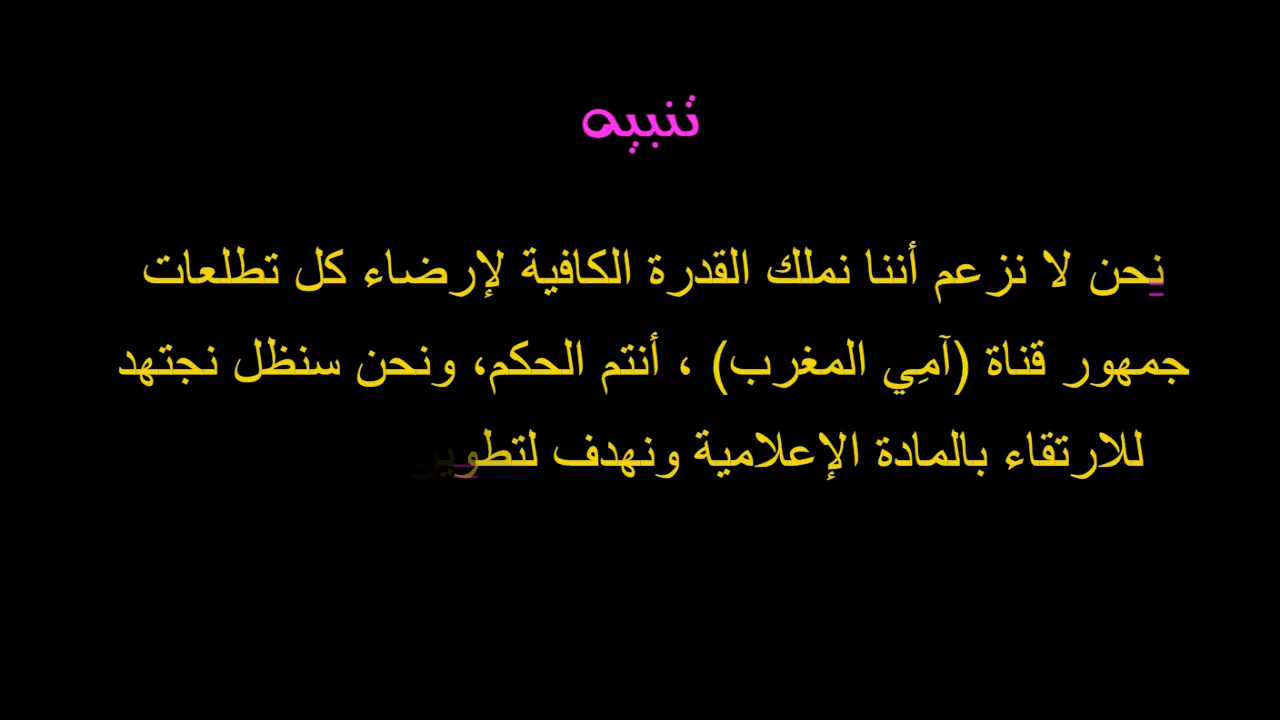 تنبيه
نحن لا نزعم أننا نملك القدرة الكافية لإرضاء كل تطلعات
جمهور قناة (آمِي المغرب) ، أنتم الحكم، ونحن سنظل نجتهد
للارتقاء بالمادة الإعلامية ونهدف لتطوير